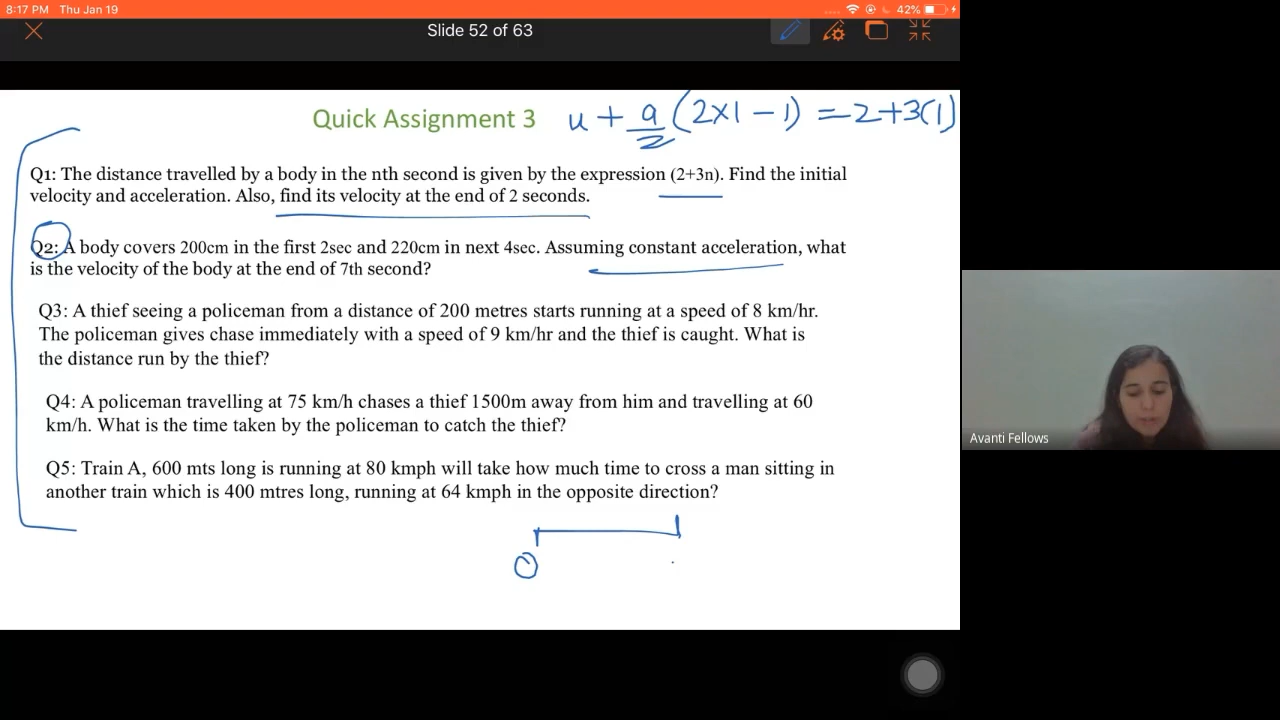 8:17 PM Thu Jan 19
42%
Slide 52 of 63
Quick Assignment 3
u + a/2 (2×1 – 1) = 2+3(1)
Q1: The distance travelled by a body in the nth second is given by the expression (2+3n). Find the initial
velocity and acceleration. Also, find its velocity at the end of 2 seconds.
Q2: A body covers 200cm in the first 2sec and 220cm in next 4sec. Assuming constant acceleration, what
is the velocity of the body at the end of 7th second?
Q3: A thief seeing a policeman from a distance of 200 metres starts running at a speed of 8 km/hr.
The policeman gives chase immediately with a speed of 9 km/hr and the thief is caught. What is
the distance run by the thief?
Q4: A policeman travelling at 75 km/h chases a thief 1500m away from him and travelling at 60
km/h. What is the time taken by the policeman to catch the thief?
Q5: Train A, 600 mts long is running at 80 kmph will take how much time to cross a man sitting in
another train which is 400 mtres long, running at 64 kmph in the opposite direction?
0
Avanti Fellows